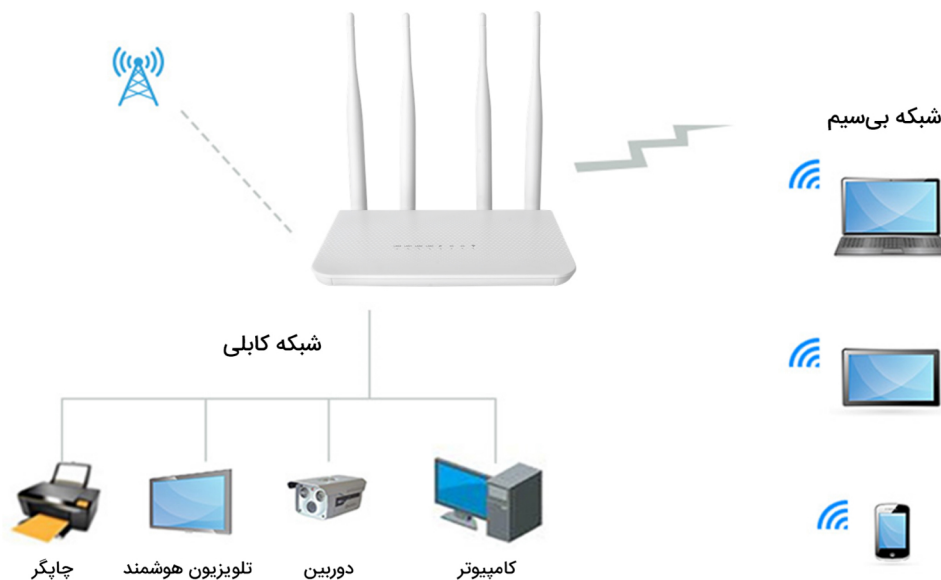 شبکه بی‌سیم
شبکه کابلی
کامپیوتر
دوربین
تلویزیون هوشمند
چاپگر